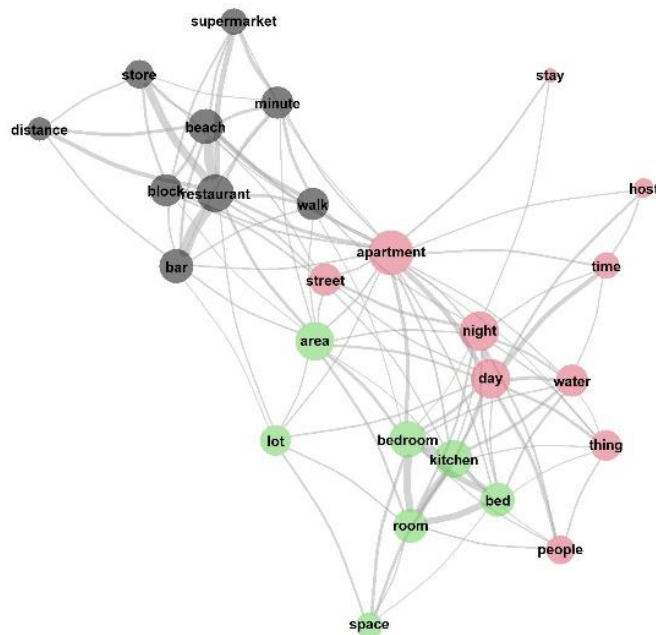 supermarket
store
stay
minute
distance
beach
host
block
restaurant
walk
apartment
bar
time
street
night
area
day
water
lot
bedroom
thing
kitchen
bed
room
people
space